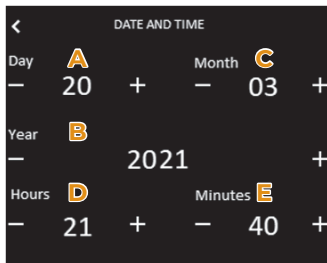 < DATE AND TIME
Day A Month C
− 20 + − 03 +
Year B
− 2021 +
Hours D Minutes E
− 21 + − 40 +